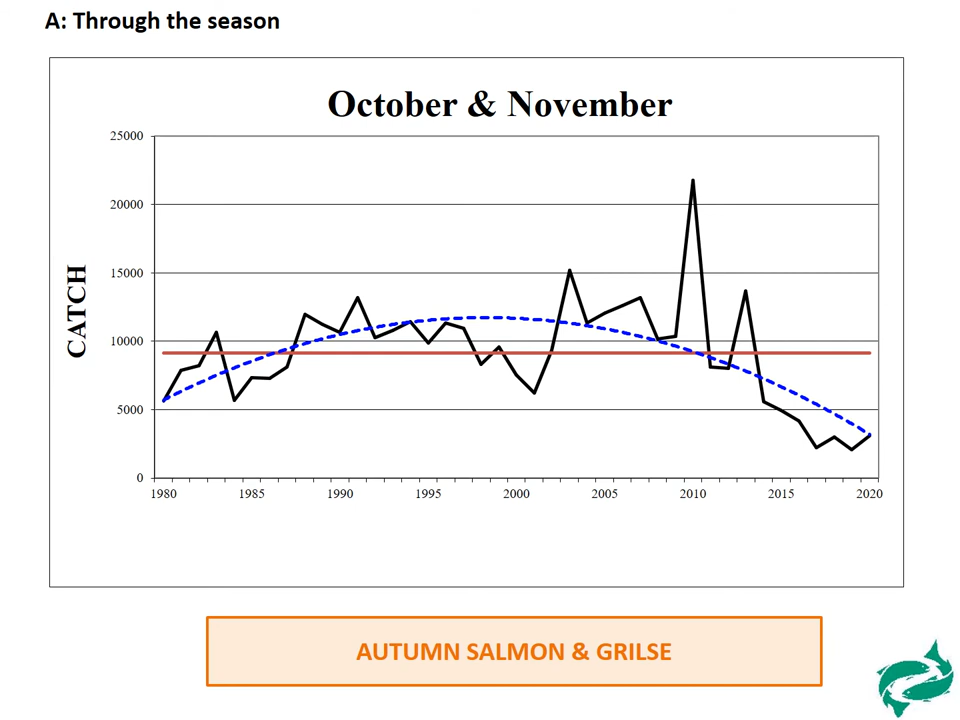 A: Through the season
October & November
CATCH
25000
20000
15000
10000
5000
0
1980 1985 1990 1995 2000 2005 2010 2015 2020
AUTUMN SALMON & GRILSE